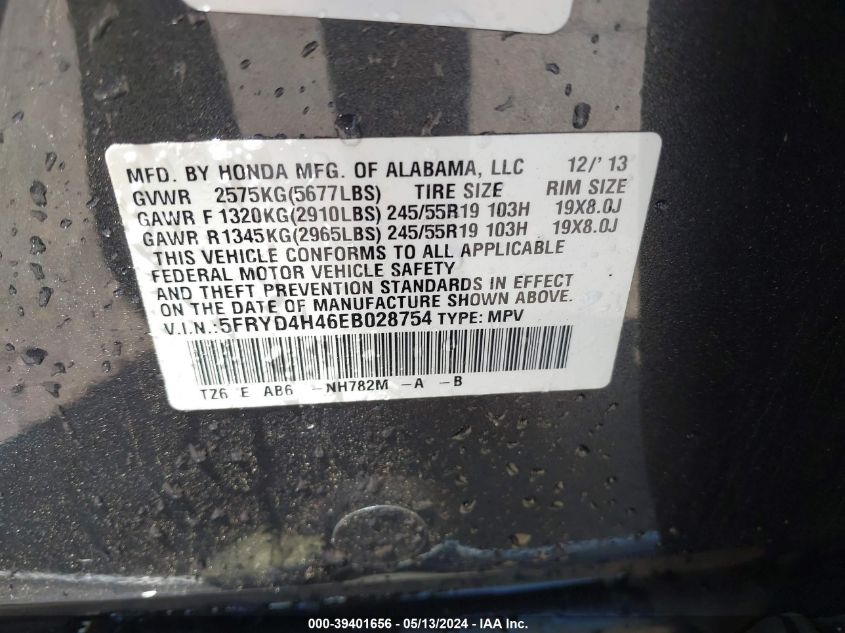 MFD. BY HONDA MFG. OF ALABAMA, LLC 12/'13
GVWR 2575KG(5677LBS) TIRE SIZE RIM SIZE
GAWR F 1320KG(2910LBS) 245/55R19 103H 19X8.0J
GAWR R1345KG(2965LBS) 245/55R19 103H 19X8.0J
THIS VEHICLE CONFORMS TO ALL APPLICABLE
FEDERAL MOTOR VEHICLE SAFETY
AND THEFT PREVENTION STANDARDS IN EFFECT
ON THE DATE OF MANUFACTURE SHOWN ABOVE.
V.I.N.:5FRYD4H46EB028754 TYPE: MPV
TZ6 E AB6 -NH782M -A -B
000-39401656 - 05/13/2024 - IAA Inc.